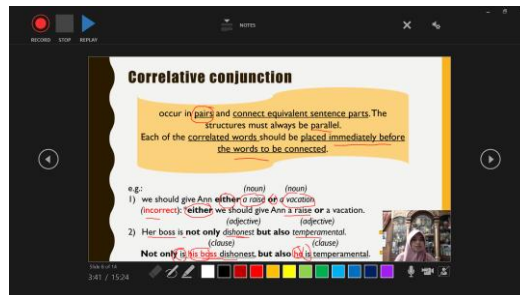 RECORD STOP REPLAY
NOTES
Correlative conjunction
occur in pairs and connect equivalent sentence parts. The
structures must always be parallel.
Each of the correlated words should be placed immediately before
the words to be connected.
e.g.:
(noun) (noun)
1) we should give Ann either a raise or a vacation
(incorrect): *either we should give Ann a raise or a vacation.
(adjective) (adjective)
2) Her boss is not only dishonest but also temperamental.
(clause) (clause)
Not only is his boss dishonest, but also he is temperamental.
Slide 6 of 14
3:41 / 15:24